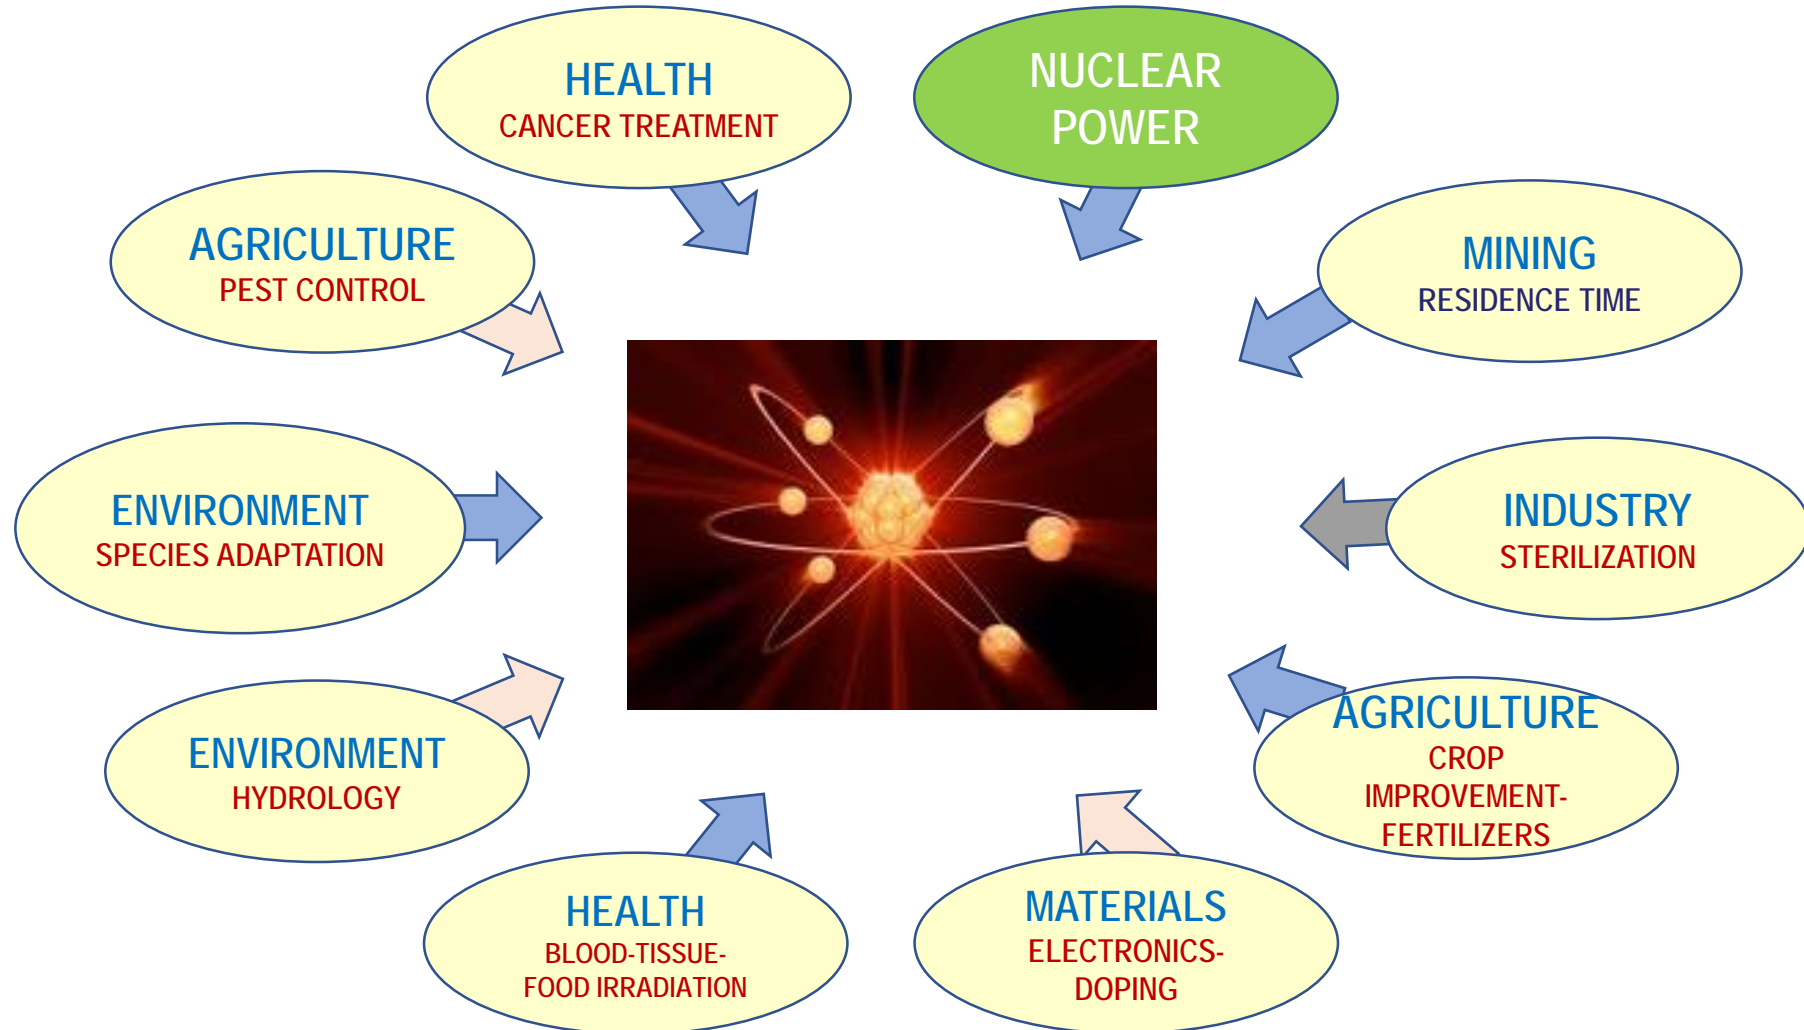 HEALTH
CANCER TREATMENT
NUCLEAR
POWER
AGRICULTURE
PEST CONTROL
MINING
RESIDENCE TIME
ENVIRONMENT
SPECIES ADAPTATION
INDUSTRY
STERILIZATION
ENVIRONMENT
HYDROLOGY
AGRICULTURE
CROP
IMPROVEMENT-
FERTILIZERS
HEALTH
BLOOD-TISSUE-
FOOD IRRADIATION
MATERIALS
ELECTRONICS-
DOPING